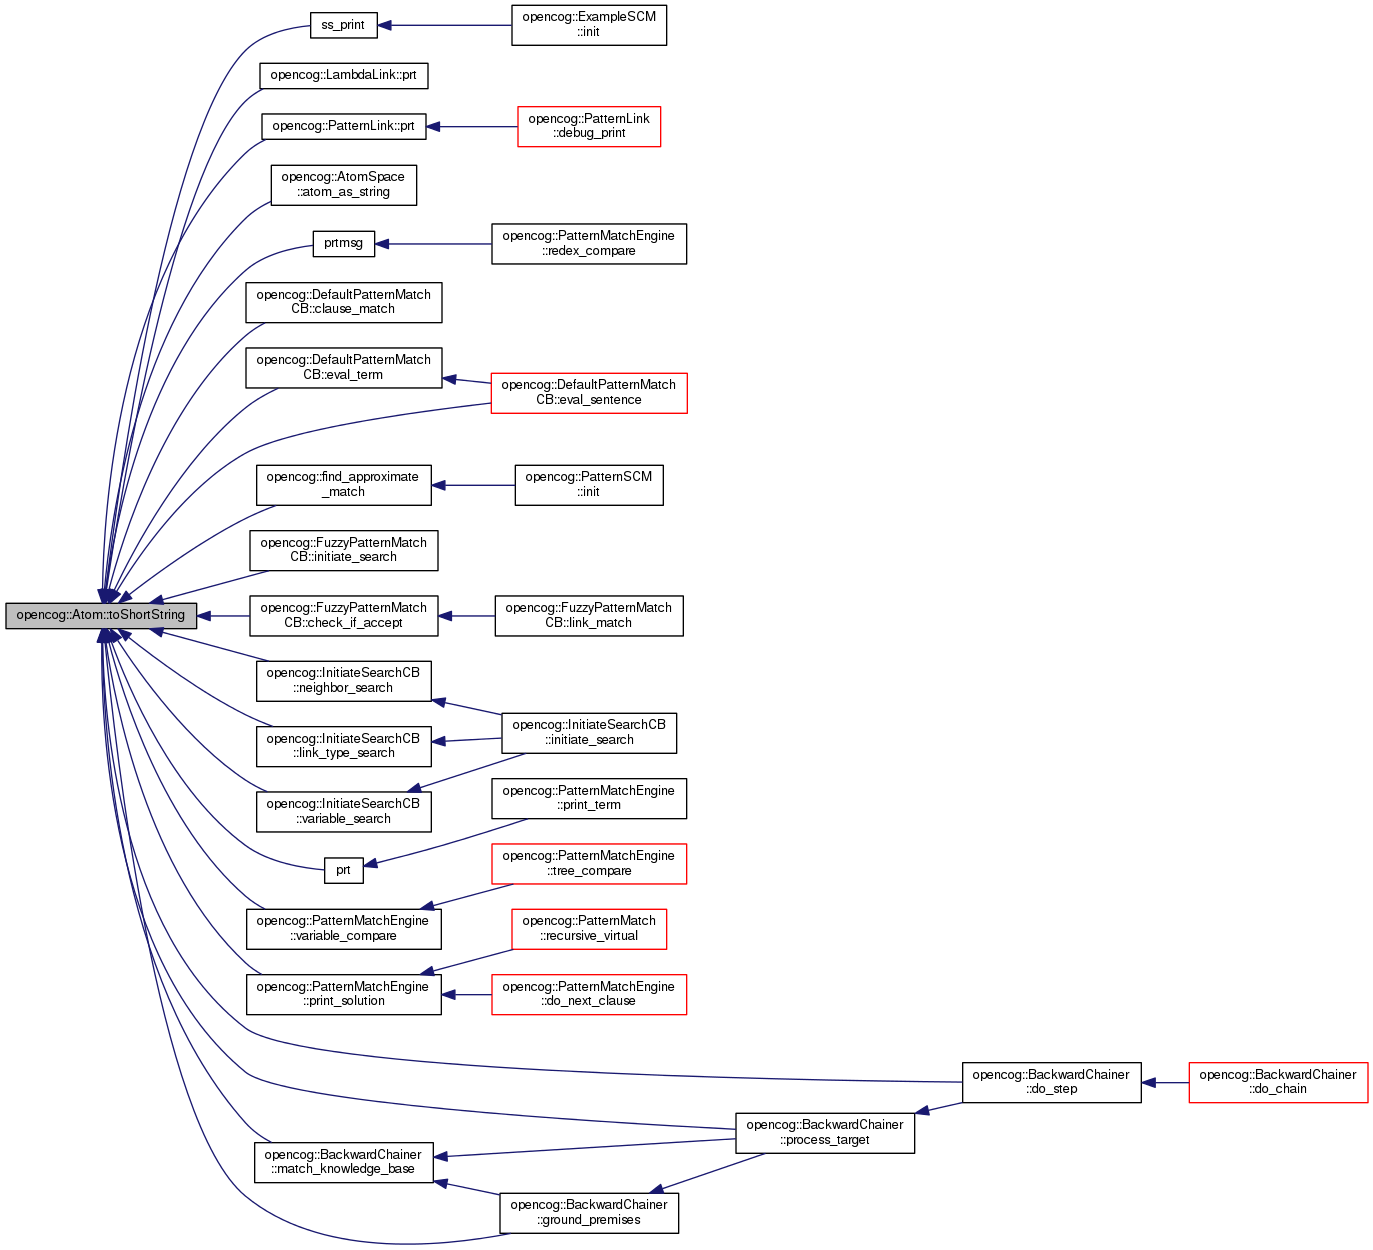 ss_print
opencog::ExampleSCM
::init
opencog::LambdaLink::prt
opencog::PatternLink::prt
opencog::PatternLink
::debug_print
opencog::AtomSpace
::atom_as_string
prtmsg
opencog::PatternMatchEngine
::redex_compare
opencog::DefaultPatternMatch
CB::clause_match
opencog::DefaultPatternMatch
CB::eval_term
opencog::DefaultPatternMatch
CB::eval_sentence
opencog::find_approximate
_match
opencog::PatternSCM
::init
opencog::FuzzyPatternMatch
CB::initiate_search
opencog::Atom::toShortString
opencog::FuzzyPatternMatch
CB::check_if_accept
opencog::FuzzyPatternMatch
CB::link_match
opencog::InitiateSearchCB
::neighbor_search
opencog::InitiateSearchCB
::link_type_search
opencog::InitiateSearchCB
::initiate_search
opencog::InitiateSearchCB
::variable_search
opencog::PatternMatchEngine
::print_term
prt
opencog::PatternMatchEngine
::tree_compare
opencog::PatternMatchEngine
::variable_compare
opencog::PatternMatch
::recursive_virtual
opencog::PatternMatchEngine
::print_solution
opencog::PatternMatchEngine
::do_next_clause
opencog::BackwardChainer
::do_step
opencog::BackwardChainer
::do_chain
opencog::BackwardChainer
::process_target
opencog::BackwardChainer
::match_knowledge_base
opencog::BackwardChainer
::ground_premises